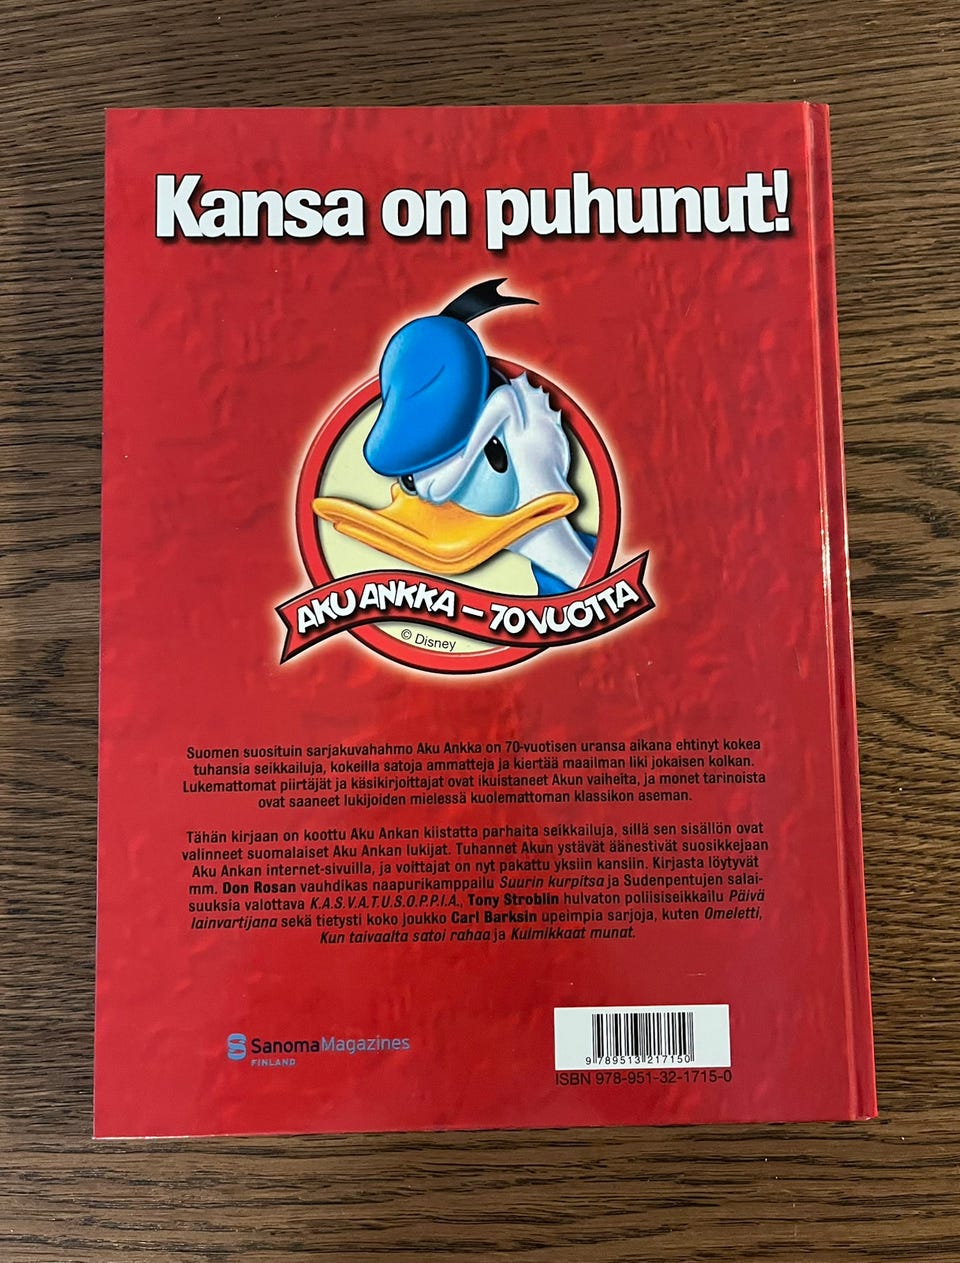 Kansa on puhunut!
AKU ANKKA – 70 VUOTTA
© Disney
Suomen suosituin sarjakuvahahmo Aku Ankka on 70-vuotisen uransa aikana ehtinyt kokea
tuhansia seikkailuja, kokeilla satoja ammatteja ja kiertää maailman liki jokaisen kolkan.
Lukemattomat piirtäjät ja käsikirjoittajat ovat ikuistaneet Akun vaiheita, ja monet tarinoista
ovat saaneet lukijoiden mielessä kuolemattoman klassikon aseman.
Tähän kirjaan on koottu Aku Ankan kiistatta parhaita seikkailuja, sillä sen sisällön ovat
valinneet suomalaiset Aku Ankan lukijat. Tuhannet Akun ystävät äänestivät suosikkejaan
Aku Ankan internet-sivuilla, ja voittajat on nyt pakattu yksiin kansiin. Kirjasta löytyvät
mm. Don Rosan vauhdikas naapurikamppailu Suurin kurpitsa ja Sudenpentujen salai-
suuksia valottava K.A.S.V.A.T.U.S.O.P.P.I.A., Tony Stroblin hulvaton poliisiseikkailu Päivä
lainvartijana sekä tietysti koko joukko Carl Barksin upeimpia sarjoja, kuten Omeletti,
Kun taivaalta satoi rahaa ja Kulmikkaat munat.
SanomaMagazines
FINLAND
9 789513 217150
ISBN 978-951-32-1715-0